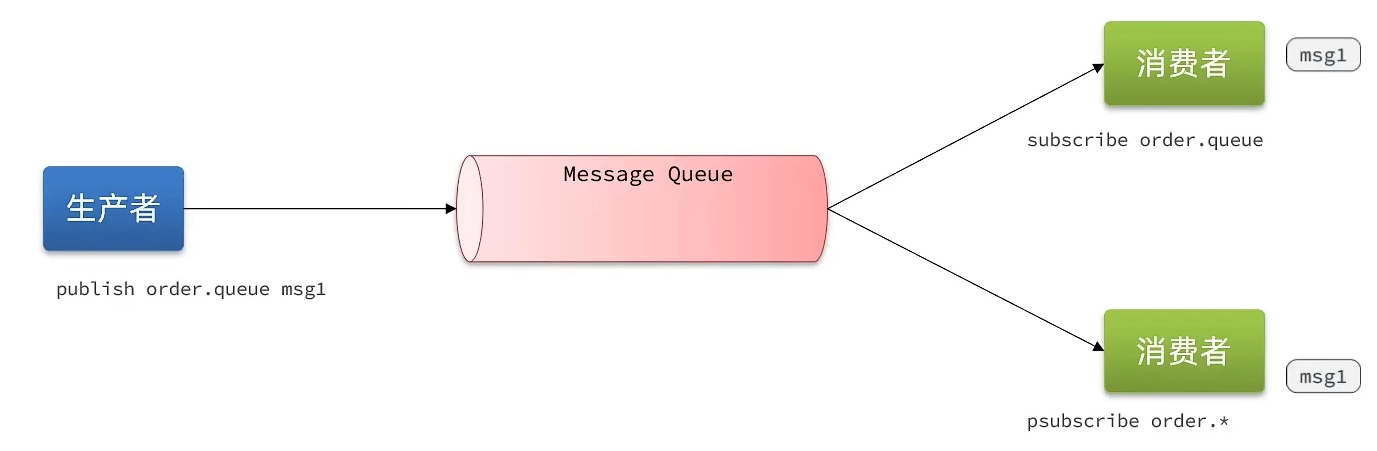 消费者
msg1
subscribe order.queue
Message Queue
生产者
publish order.queue msg1
消费者
msg1
psubscribe order.*